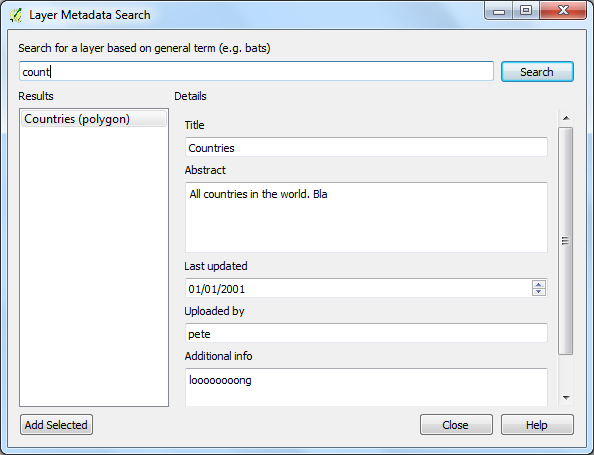 Layer Metadata Search
Search for a layer based on general term (e.g. bats)
count
Search
Results
Details
Countries (polygon)
Title
Countries
Abstract
All countries in the world. Bla
Last updated
01/01/2001
Uploaded by
pete
Additional info
looooooong
Add Selected
Close
Help